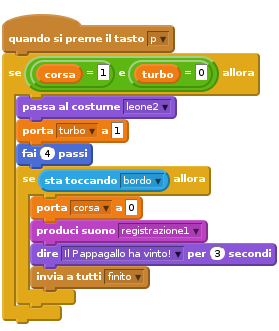 quando si preme il tasto p
se corsa = 1 e turbo = 0 allora
passa al costume leone2
porta turbo a 1
fai 4 passi
se sta toccando bordo allora
porta corsa a 0
produci suono registrazione1
dire Il Pappagallo ha vinto! per 3 secondi
invia a tutti finito